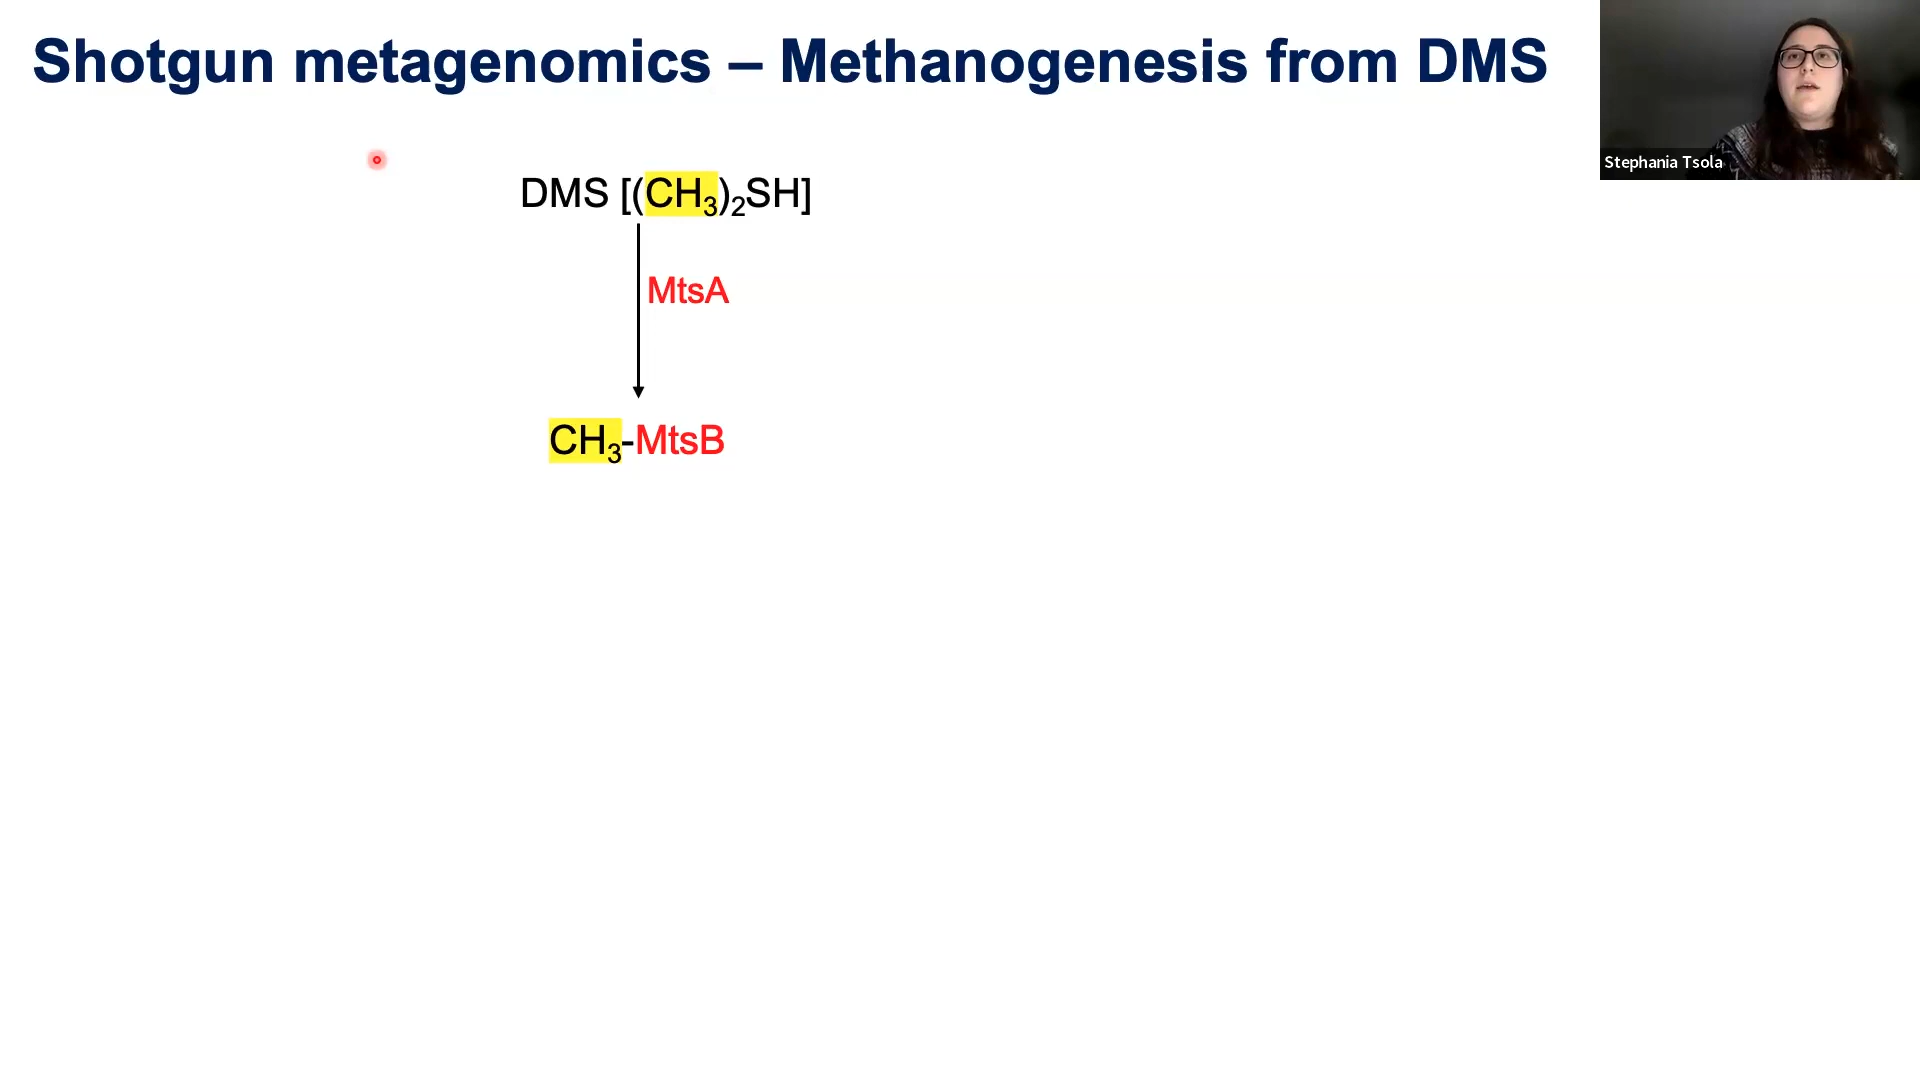 Shotgun metagenomics – Methanogenesis from DMS
Stephania Tsola
DMS [(CH₃)₂SH]
MtsA
CH₃-MtsB